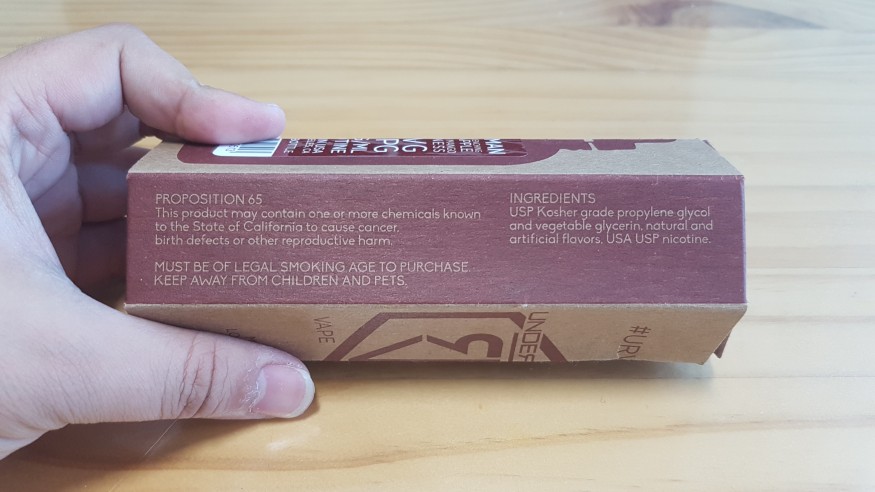 PROPOSITION 65
This product may contain one or more chemicals known
to the State of California to cause cancer,
birth defects or other reproductive harm.
MUST BE OF LEGAL SMOKING AGE TO PURCHASE.
KEEP AWAY FROM CHILDREN AND PETS.
INGREDIENTS
USP Kosher grade propylene glycol
and vegetable glycerin, natural and
artificial flavors, USA USP nicotine.
VG
PG
VAPE
UNDER